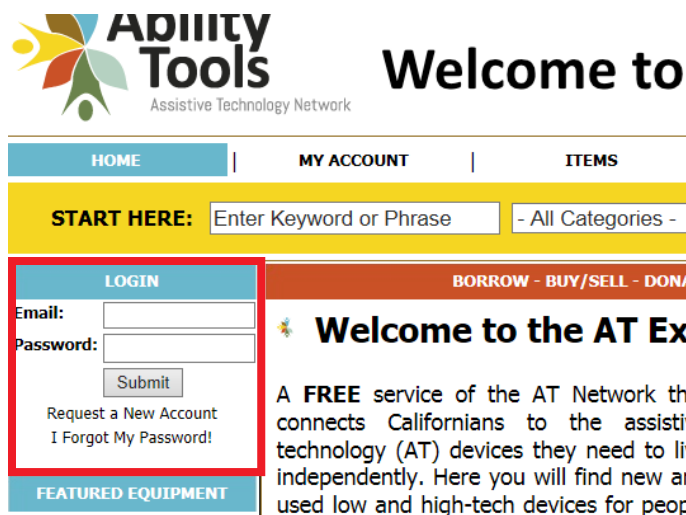 Ability
Tools
Assistive Technology Network
Welcome to
HOME | MY ACCOUNT | ITEMS
START HERE: Enter Keyword or Phrase - All Categories -
LOGIN
Email:
Password:
Submit
Request a New Account
I Forgot My Password!
FEATURED EQUIPMENT
BORROW - BUY/SELL - DONA
Welcome to the AT Ex
A FREE service of the AT Network th
connects Californians to the assisti
technology (AT) devices they need to li
independently. Here you will find new an
used low and high-tech devices for peop